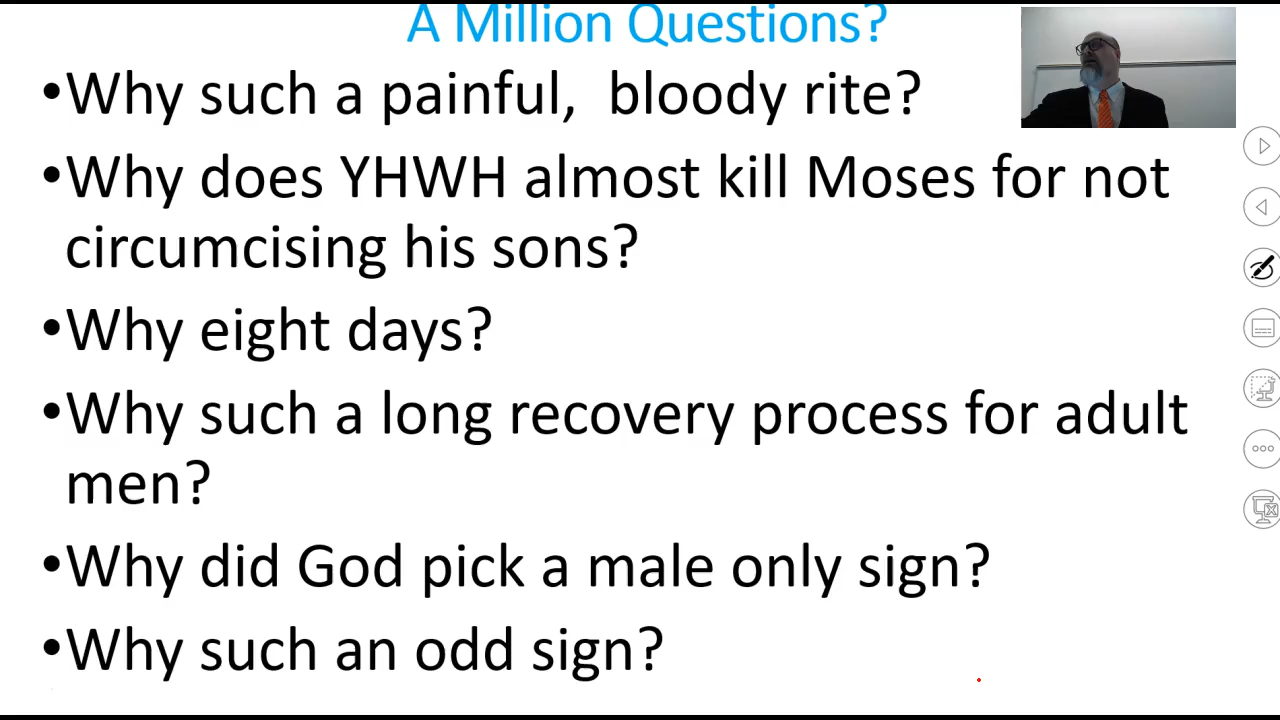 A Million Questions?
•Why such a painful,  bloody rite?
•Why does YHWH almost kill Moses for not
circumcising his sons?
•Why eight days?
•Why such a long recovery process for adult
men?
•Why did God pick a male only sign?
•Why such an odd sign?